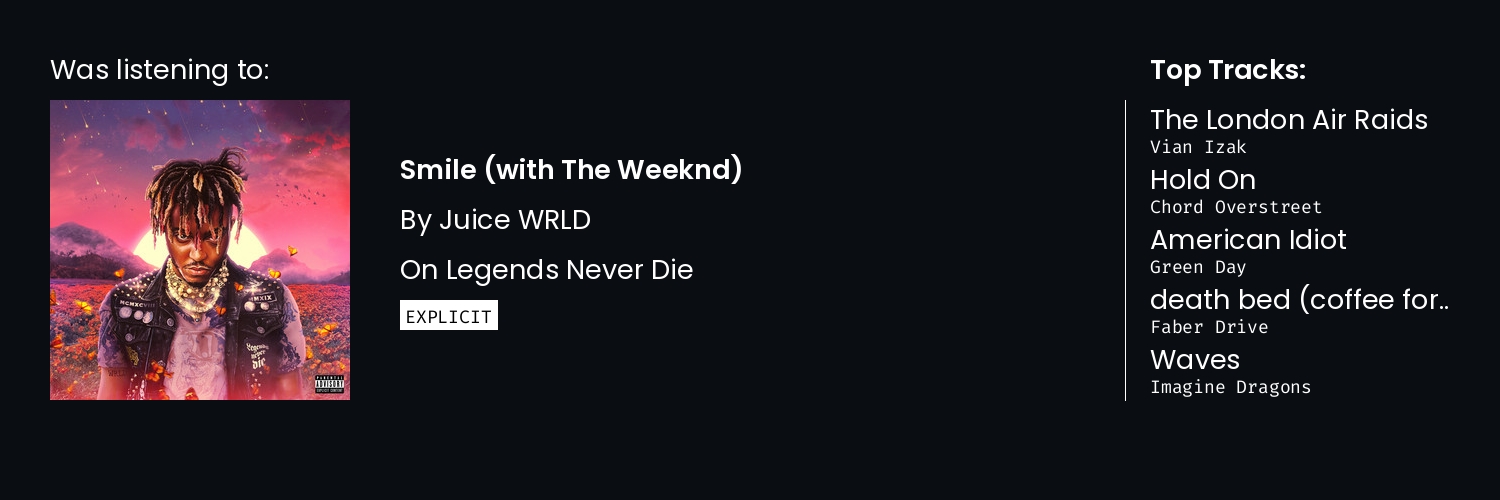 Was listening to:
Smile (with The Weeknd)
By Juice WRLD
On Legends Never Die
EXPLICIT
MCMXCVIII
MMXIX
Legends
never
die
PARENTAL
ADVISORY
EXPLICIT CONTENT
Top Tracks:
The London Air Raids
Vian Izak
Hold On
Chord Overstreet
American Idiot
Green Day
death bed (coffee for..
Faber Drive
Waves
Imagine Dragons